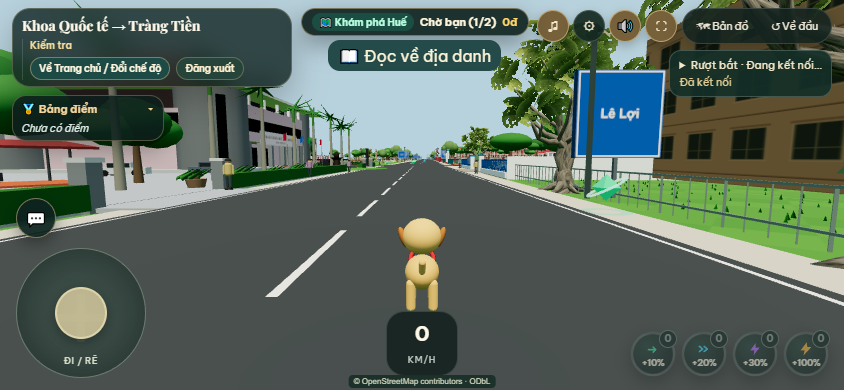 Khoa Quốc tế → Tràng Tiền
Kiểm tra
Về Trang chủ / Đổi chế độ
Đăng xuất
Khám phá Huế
Chờ bạn (1/2)
0đ
Bản đồ
Về đầu
Đọc về địa danh
Rượt bắt · Đang kết nối...
Đã kết nối
Bảng điểm
Chưa có điểm
Lê Lợi
ĐI / RẼ
0
KM/H
0
+10%
0
+20%
0
+30%
0
+100%
© OpenStreetMap contributors · ODbL